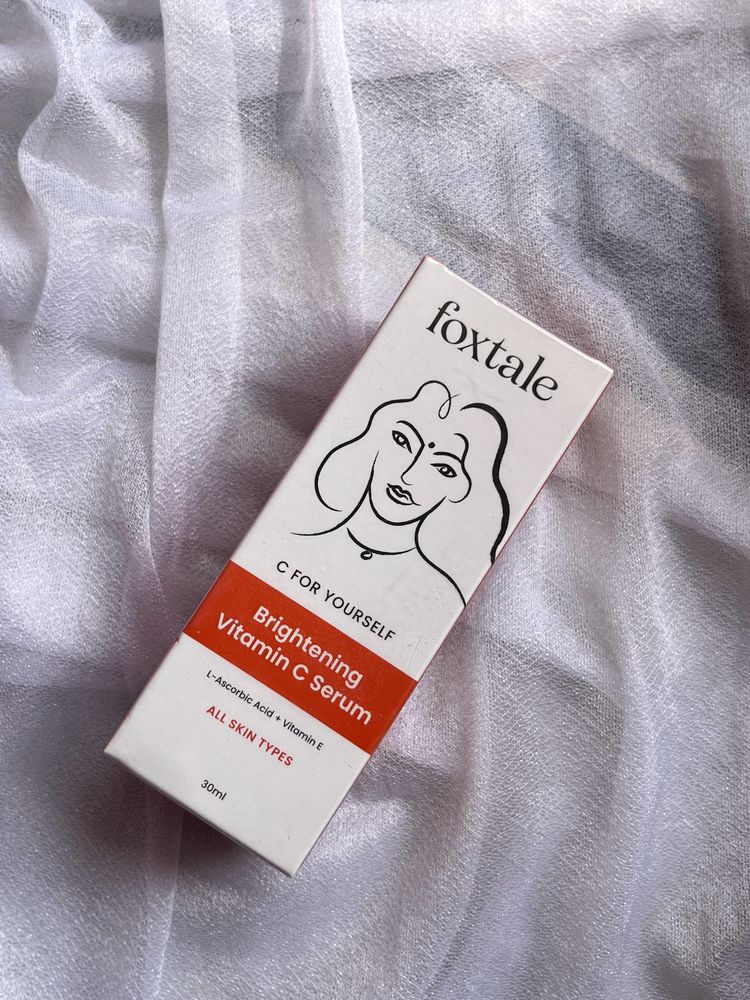 foxtale
C FOR YOURSELF
Brightening
Vitamin C Serum
L-Ascorbic Acid + Vitamin E
ALL SKIN TYPES
30ml